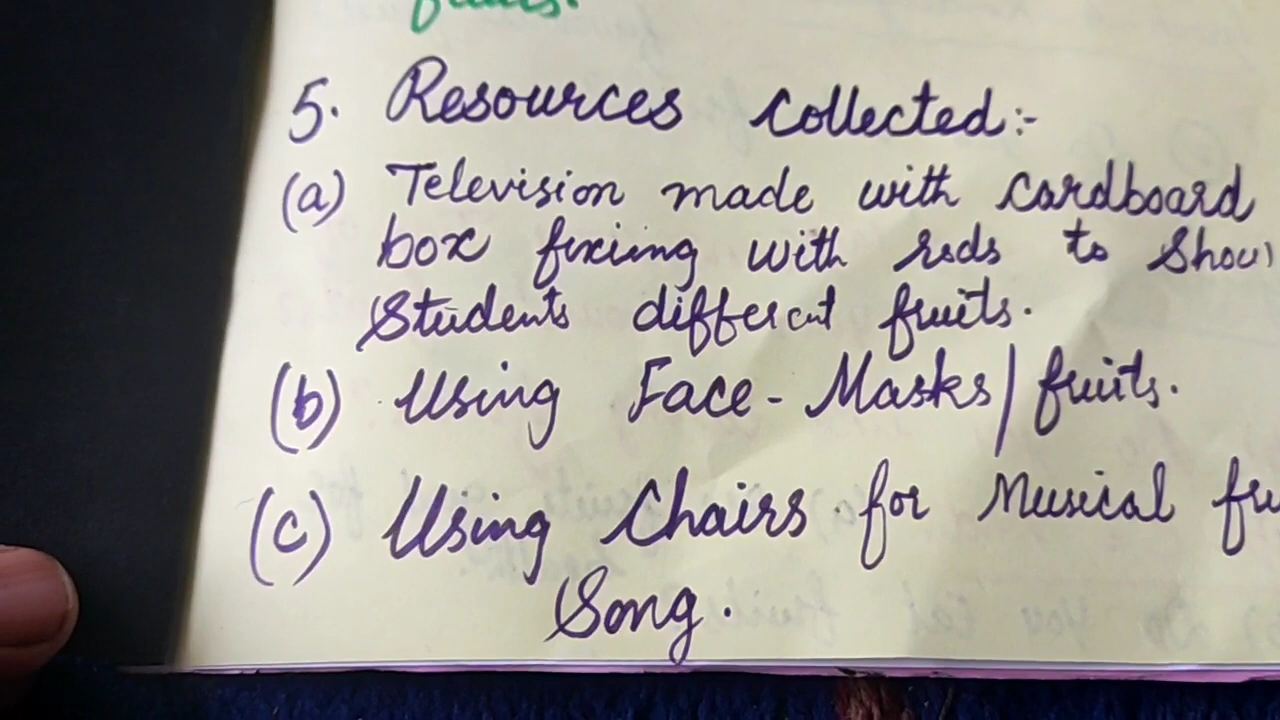 fruits.
5. Resources collected:-
(a) Television made with cardboard
box fixing with rods to show
Students different fruits.
(b) Using Face-Masks/fruits.
(c) Using Chairs for Musical
Song.